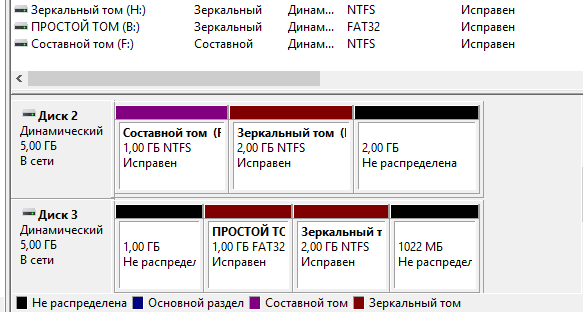 Зеркальный том (H:) Зеркальный Динам... NTFS Исправен
ПРОСТОЙ ТОМ (B:) Зеркальный Динам... FAT32 Исправен
Составной том (F:) Составной Динам... NTFS Исправен
Диск 2
Динамический
5,00 ГБ
В сети
Составной том (F
1,00 ГБ NTFS
Исправен
Зеркальный том (
2,00 ГБ NTFS
Исправен
2,00 ГБ
Не распределена
Диск 3
Динамический
5,00 ГБ
В сети
1,00 ГБ
Не распредел
ПРОСТОЙ ТО
1,00 ГБ FAT32
Исправен
Зеркальный т
2,00 ГБ NTFS
Исправен
1022 МБ
Не распредел
Не распределена Основной раздел Составной том Зеркальный том